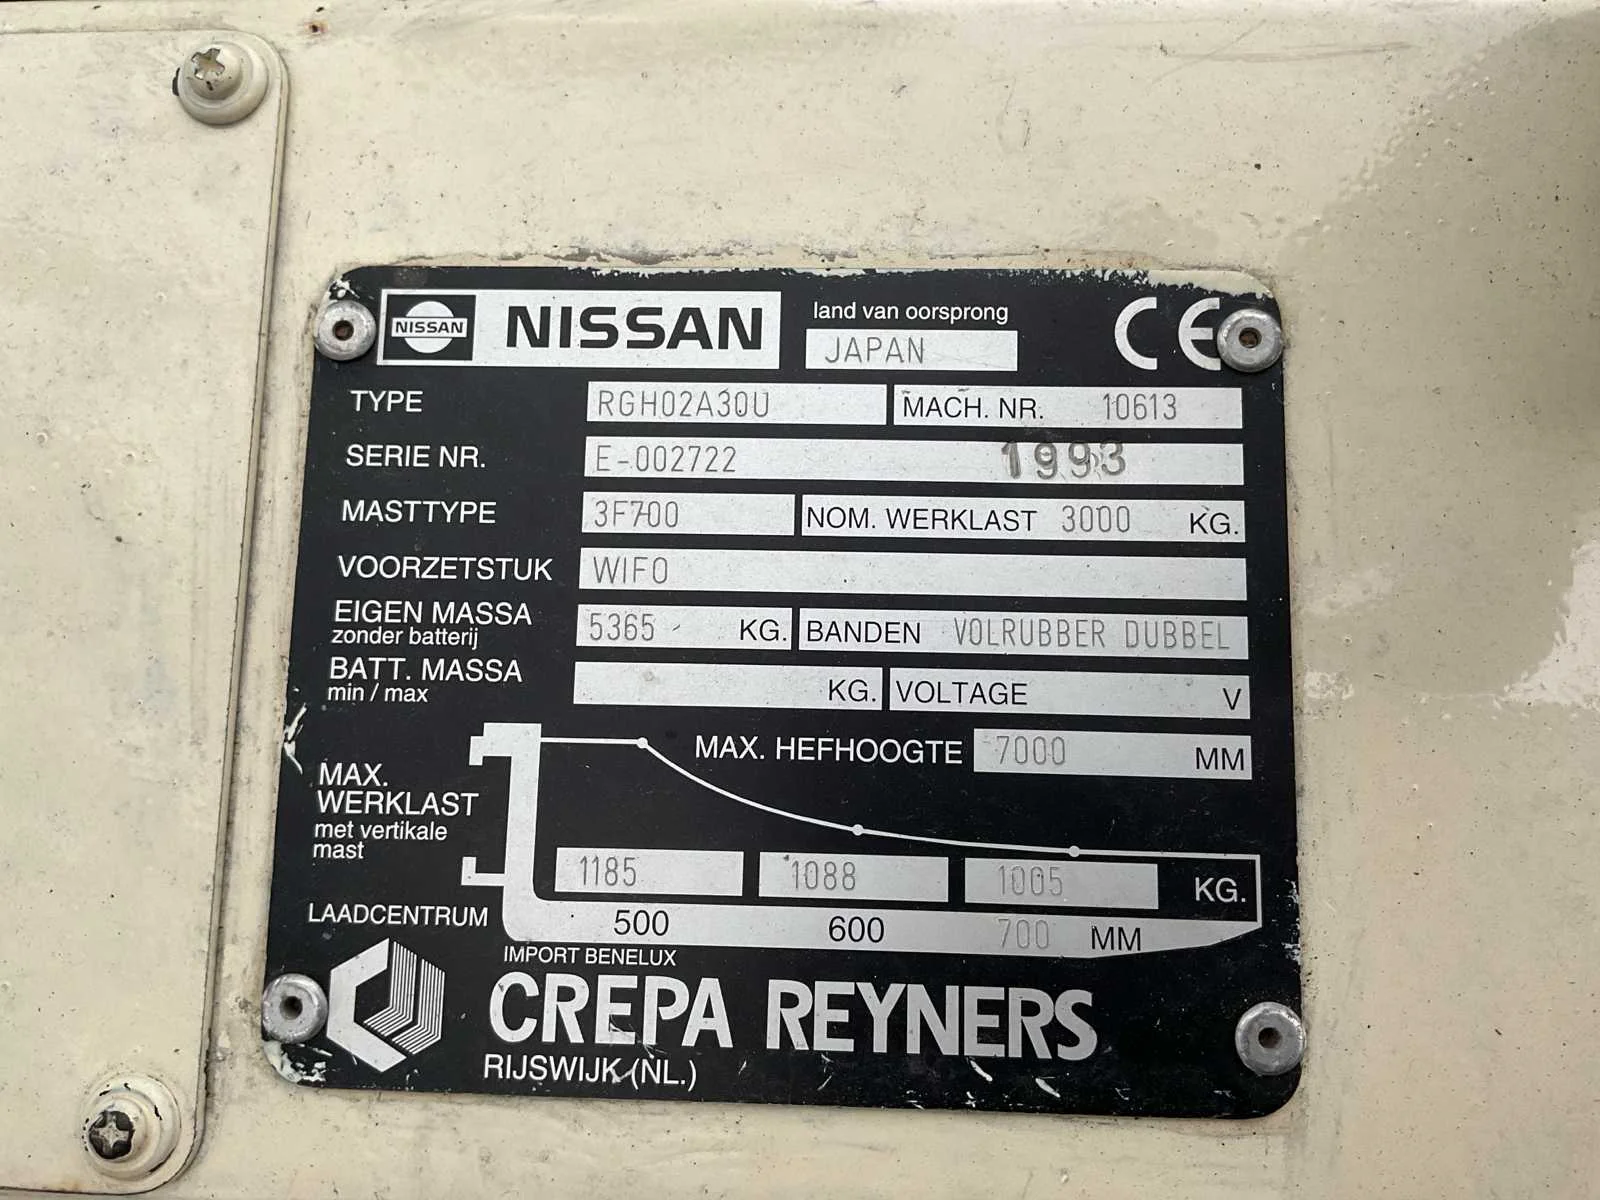 NISSAN NISSAN land van oorsprong CE
JAPAN
TYPE RGH02A30U MACH. NR. 10613
SERIE NR. E-002722 1993
MASTTYPE 3F700 NOM. WERKLAST 3000 KG.
VOORZETSTUK WIFO
EIGEN MASSA 5365 KG. BANDEN VOLRUBBER DUBBEL
zonder batterij
BATT. MASSA KG. VOLTAGE V
min / max
MAX. HEFHOOGTE 7000 MM
MAX.
WERKLAST
met vertikale
mast
1185 1088 1005 KG.
LAADCENTRUM 500 600 700 MM
IMPORT BENELUX
CREPA REYNERS
RIJSWIJK (NL.)